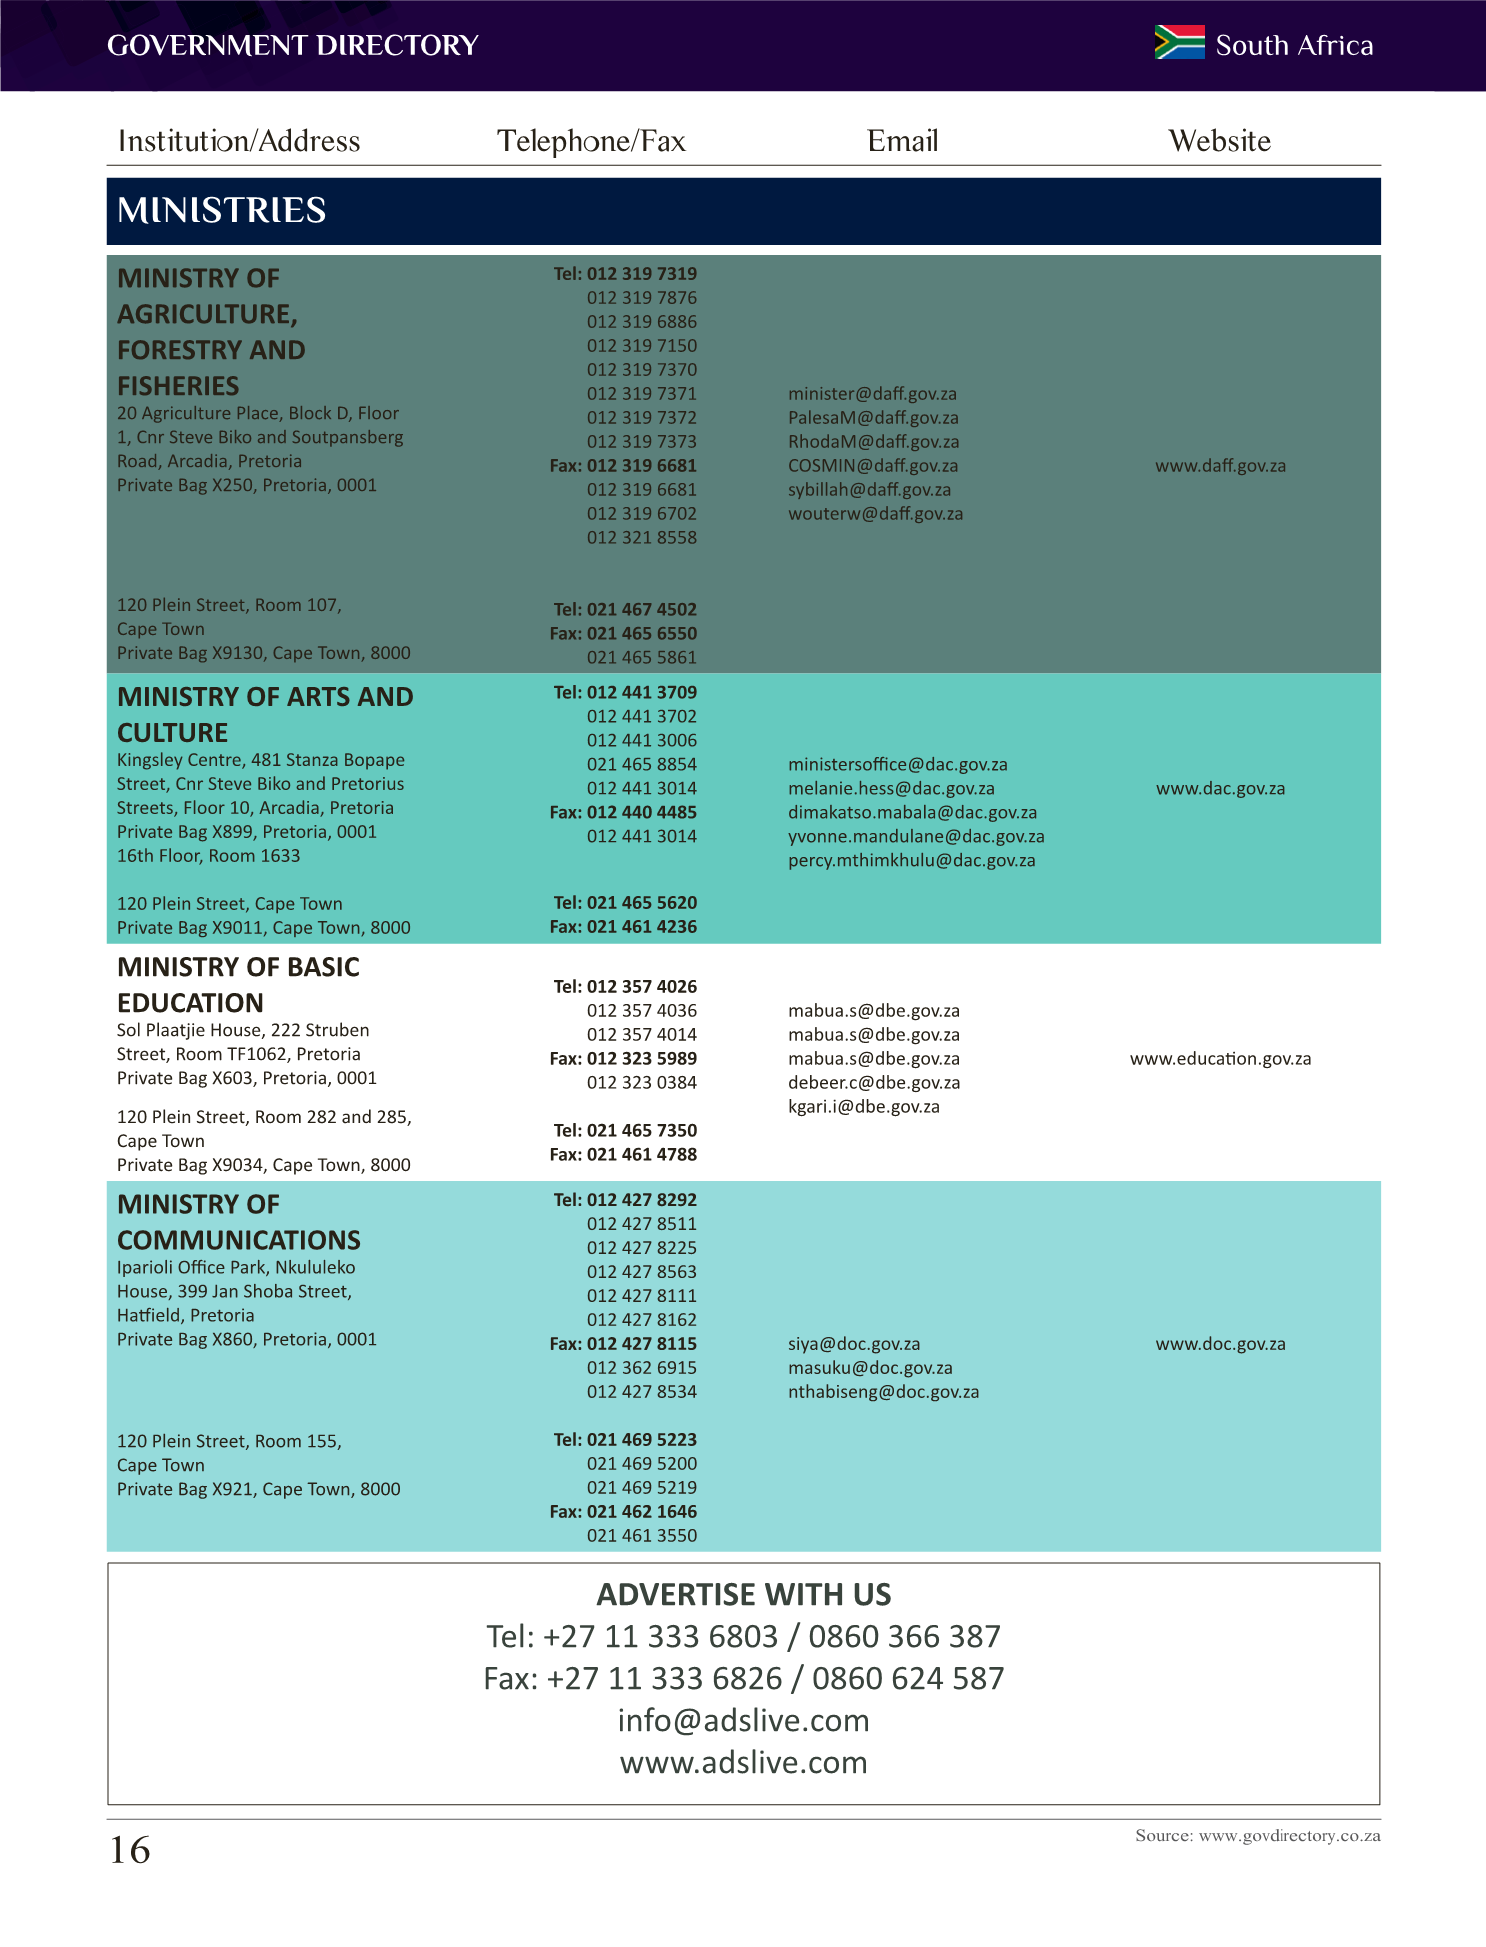 GOVERNMENT DIRECTORY
South Africa
Institution/Address Telephone/Fax Email Website
MINISTRIES
MINISTRY OF
AGRICULTURE,
FORESTRY AND
FISHERIES
20 Agriculture Place, Block D, Floor
1, Cnr Steve Biko and Soutpansberg
Road, Arcadia, Pretoria
Private Bag X250, Pretoria, 0001
120 Plein Street, Room 107,
Cape Town
Private Bag X9130, Cape Town, 8000
Tel: 012 319 7319
012 319 7876
012 319 6886
012 319 7150
012 319 7370
012 319 7371
012 319 7372
012 319 7373
Fax: 012 319 6681
012 319 6681
012 319 6702
012 321 8558
Tel: 021 467 4502
Fax: 021 465 6550
021 465 5861
minister@daff.gov.za
PalesaM@daff.gov.za
RhodaM@daff.gov.za
COSMIN@daff.gov.za
sybillah@daff.gov.za
wouterw@daff.gov.za
www.daff.gov.za
MINISTRY OF ARTS AND
CULTURE
Kingsley Centre, 481 Stanza Bopape
Street, Cnr Steve Biko and Pretorius
Streets, Floor 10, Arcadia, Pretoria
Private Bag X899, Pretoria, 0001
16th Floor, Room 1633
120 Plein Street, Cape Town
Private Bag X9011, Cape Town, 8000
Tel: 012 441 3709
012 441 3702
012 441 3006
021 465 8854
012 441 3014
Fax: 012 440 4485
012 441 3014
Tel: 021 465 5620
Fax: 021 461 4236
ministersoffice@dac.gov.za
melanie.hess@dac.gov.za
dimakatso.mabala@dac.gov.za
yvonne.mandulane@dac.gov.za
percy.mthimkhulu@dac.gov.za
www.dac.gov.za
MINISTRY OF BASIC
EDUCATION
Sol Plaatjie House, 222 Struben
Street, Room TF1062, Pretoria
Private Bag X603, Pretoria, 0001
120 Plein Street, Room 282 and 285,
Cape Town
Private Bag X9034, Cape Town, 8000
Tel: 012 357 4026
012 357 4036
012 357 4014
Fax: 012 323 5989
012 323 0384
Tel: 021 465 7350
Fax: 021 461 4788
mabua.s@dbe.gov.za
mabua.s@dbe.gov.za
mabua.s@dbe.gov.za
debeer.c@dbe.gov.za
kgari.i@dbe.gov.za
www.education.gov.za
MINISTRY OF
COMMUNICATIONS
Iparioli Office Park, Nkululeko
House, 399 Jan Shoba Street,
Hatfield, Pretoria
Private Bag X860, Pretoria, 0001
120 Plein Street, Room 155,
Cape Town
Private Bag X921, Cape Town, 8000
Tel: 012 427 8292
012 427 8511
012 427 8225
012 427 8563
012 427 8111
012 427 8162
Fax: 012 427 8115
012 362 6915
012 427 8534
Tel: 021 469 5223
021 469 5200
021 469 5219
Fax: 021 462 1646
021 461 3550
siya@doc.gov.za
masuku@doc.gov.za
nthabiseng@doc.gov.za
www.doc.gov.za
ADVERTISE WITH US
Tel: +27 11 333 6803 / 0860 366 387
Fax: +27 11 333 6826 / 0860 624 587
info@adslive.com
www.adslive.com
16
Source: www.govdirectory.co.za